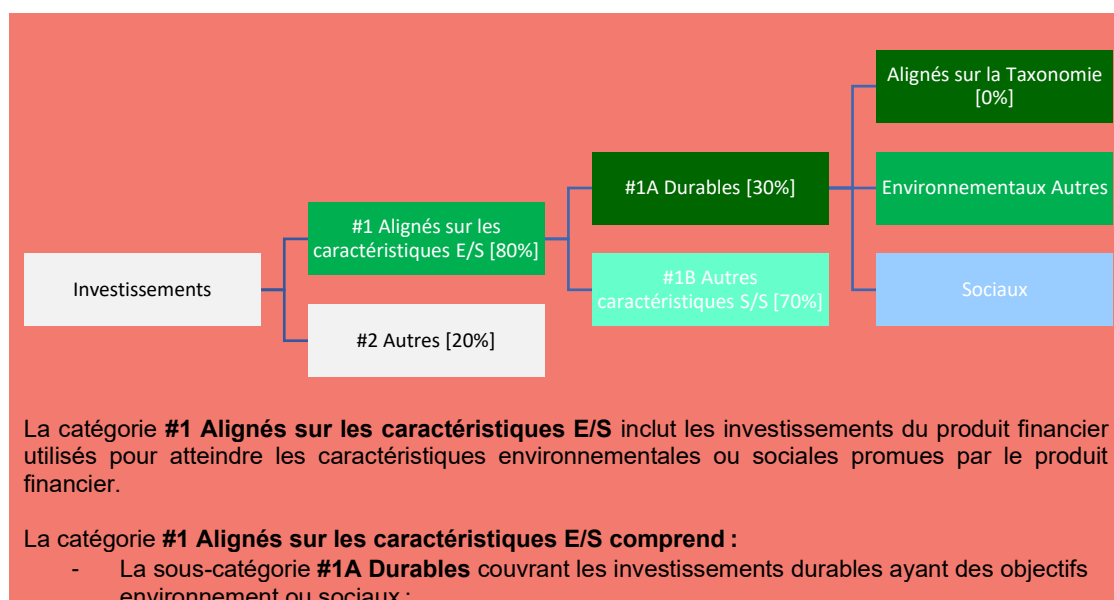 Alignés sur la Taxonomie
[0%]
#1A Durables [30%]
Environnementaux Autres
#1 Alignés sur les
caractéristiques E/S [80%]
Investissements
#1B Autres
caractéristiques S/S [70%]
Sociaux
#2 Autres [20%]
La catégorie #1 Alignés sur les caractéristiques E/S inclut les investissements du produit financier
utilisés pour atteindre les caractéristiques environnementales ou sociales promues par le produit
financier.
La catégorie #1 Alignés sur les caractéristiques E/S comprend :
- La sous-catégorie #1A Durables couvrant les investissements durables ayant des objectifs
environnement ou sociaux ;